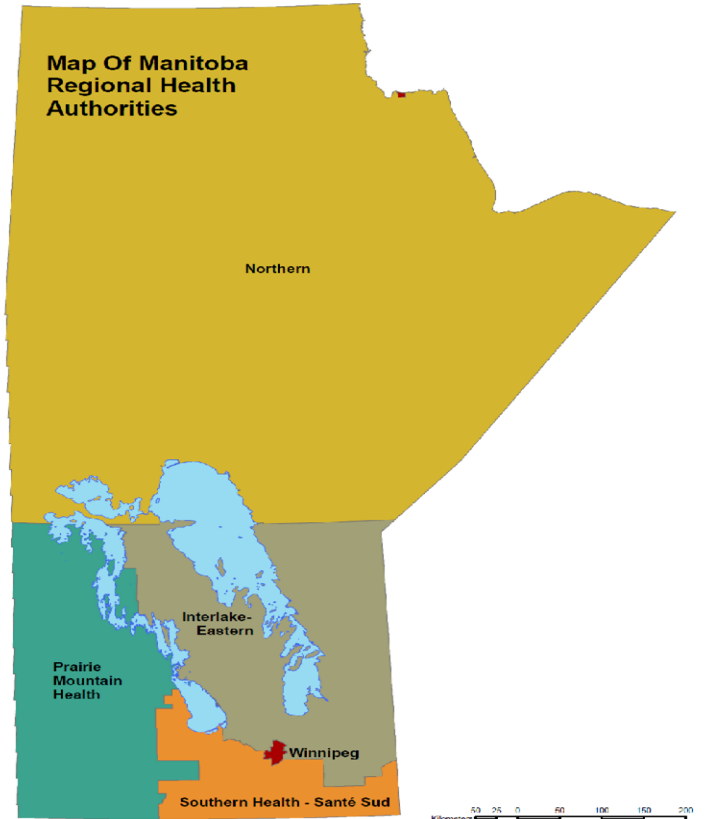 Map Of Manitoba
Regional Health
Authorities
Northern
Interlake-
Eastern
Prairie
Mountain
Health
Winnipeg
Southern Health - Santé Sud
50 25 0 50 100 150 200
Kilometers